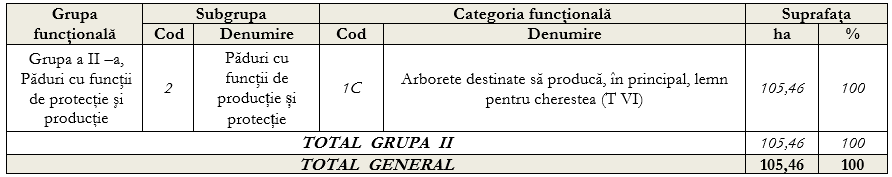 Grupa funcțională Subgrupa Categoria funcțională Suprafața
Cod Denumire Cod Denumire ha %
Grupa a II –a,
Păduri cu funcții
de protecție și
producție
2
Păduri cu
funcții de
producție și
protecție
1C
Arborete destinate să producă, în principal, lemn
pentru cherestea (T VI)
105,46 100
TOTAL GRUPA II 105,46 100
TOTAL GENERAL 105,46 100